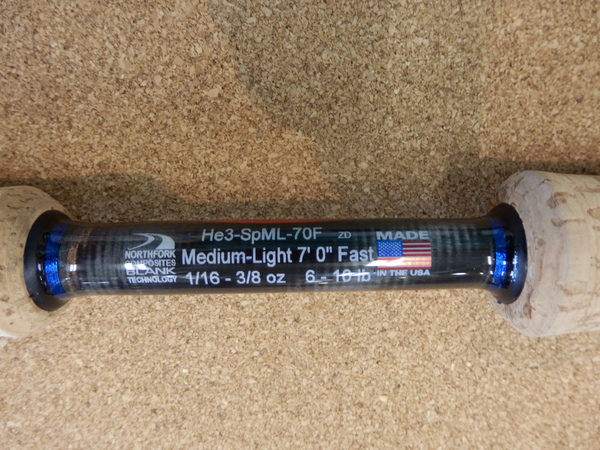 He3-SpML-70F ZD MADE
NORTHFORK
COMPOSITES
BLANK
TECHNOLOGY
Medium-Light 7' 0" Fast
1/16 - 3/8 oz 6 - 10 lb
IN THE USA